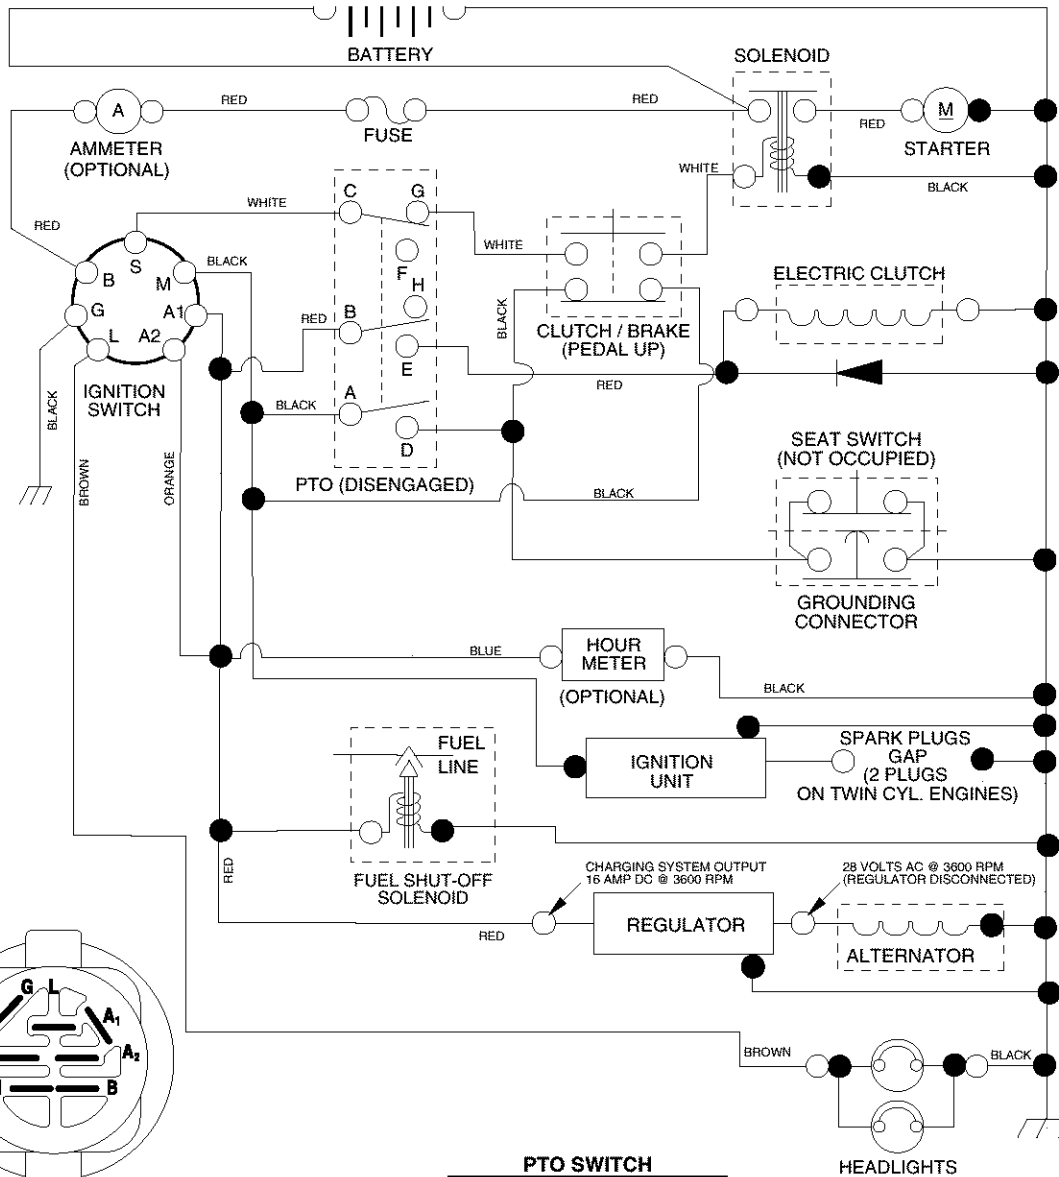 BATTERY
SOLENOID
RED
RED
A
FUSE
AMMETER
(OPTIONAL)
M
RED
STARTER
WHITE
BLACK
C
G
WHITE
RED
S
B
M
BLACK
WHITE
F
H
ELECTRIC CLUTCH
G
A1
L
A2
RED
B
BLACK
CLUTCH / BRAKE
(PEDAL UP)
E
RED
IGNITION
SWITCH
BLACK
BLACK
A
D
SEAT SWITCH
(NOT OCCUPIED)
BROWN
ORANGE
PTO (DISENGAGED)
BLACK
GROUNDING
CONNECTOR
BLUE
HOUR
METER
(OPTIONAL)
BLACK
FUEL
LINE
IGNITION
UNIT
SPARK PLUGS
GAP
(2 PLUGS
ON TWIN CYL. ENGINES)
RED
FUEL SHUT-OFF
SOLENOID
CHARGING SYSTEM OUTPUT
16 AMP DC @ 3600 RPM
28 VOLTS AC @ 3600 RPM
(REGULATOR DISCONNECTED)
RED
REGULATOR
ALTERNATOR
G L
A1
A2
B
BROWN
BLACK
HEADLIGHTS
PTO SWITCH